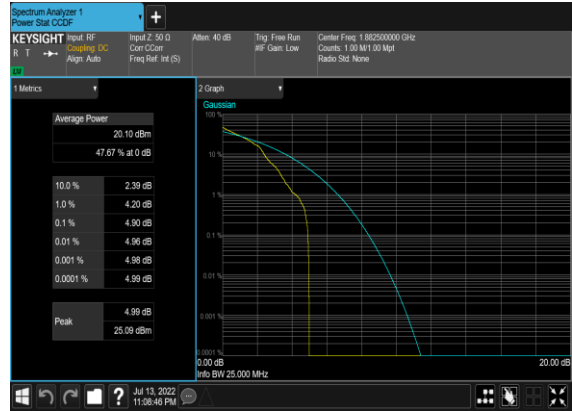 Spectrum Analyzer 1
Power Stat CCDF
KEYSIGHT
R T
LW
Input: RF
Coupling: DC
Align: Auto
Input Z: 50 Ω
Corr CCorr
Freq Ref: Int (S)
Atten: 40 dB
Trig: Free Run
#IF Gain: Low
Center Freq: 1.882500000 GHz
Counts: 1.00 M/1.00 Mpt
Radio Std: None
1 Metrics
Average Power
20.10 dBm
47.67 % at 0 dB
10.0 % 2.39 dB
1.0 % 4.20 dB
0.1 % 4.90 dB
0.01 % 4.96 dB
0.001 % 4.98 dB
0.0001 % 4.99 dB
Peak
4.99 dB
25.09 dBm
2 Graph
Gaussian
100 %
10 %
1 %
0.1 %
0.01 %
0.001 %
0.0001 %
0.00 dB 20.00 dB
Info BW 25.000 MHz
?
Jul 13, 2022
11:08:46 PM